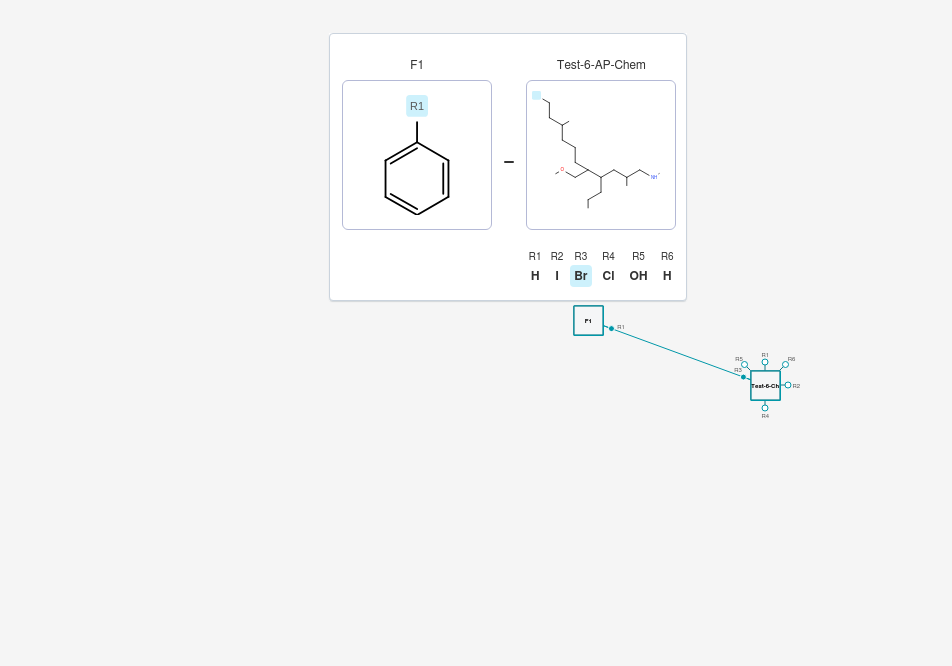 F1 Test-6-AP-Chem
R1
O
NH
R1 R2 R3 R4 R5 R6
H I Br Cl OH H
F1
R1
R1
R5 R6
R3
Test-6-Ch R2
R4